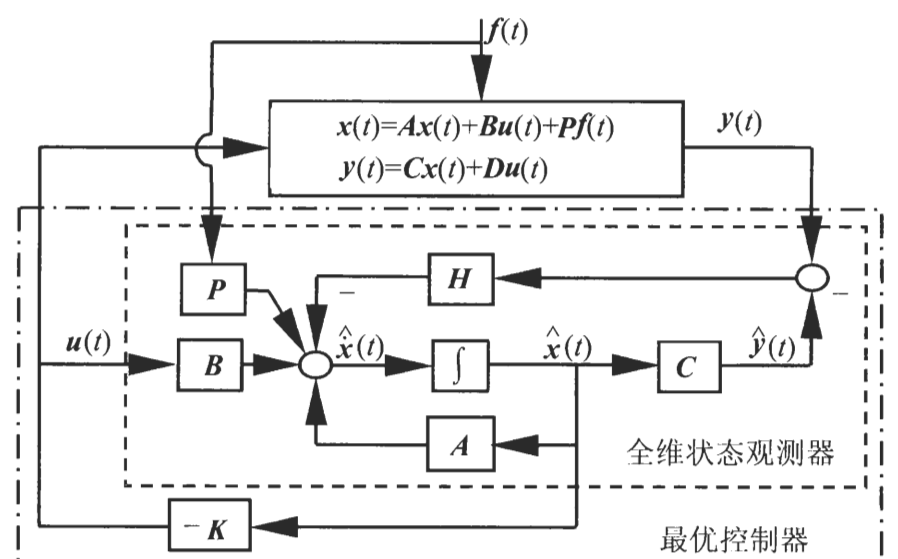 f(t)
x(t)=Ax(t)+Bu(t)+Pf(t)
y(t)=Cx(t)+Du(t)
y(t)
P
H
−
−
u(t)
B
x̂̇(t)
∫
x̂(t)
C
ŷ(t)
A
全维状态观测器
−K
最优控制器